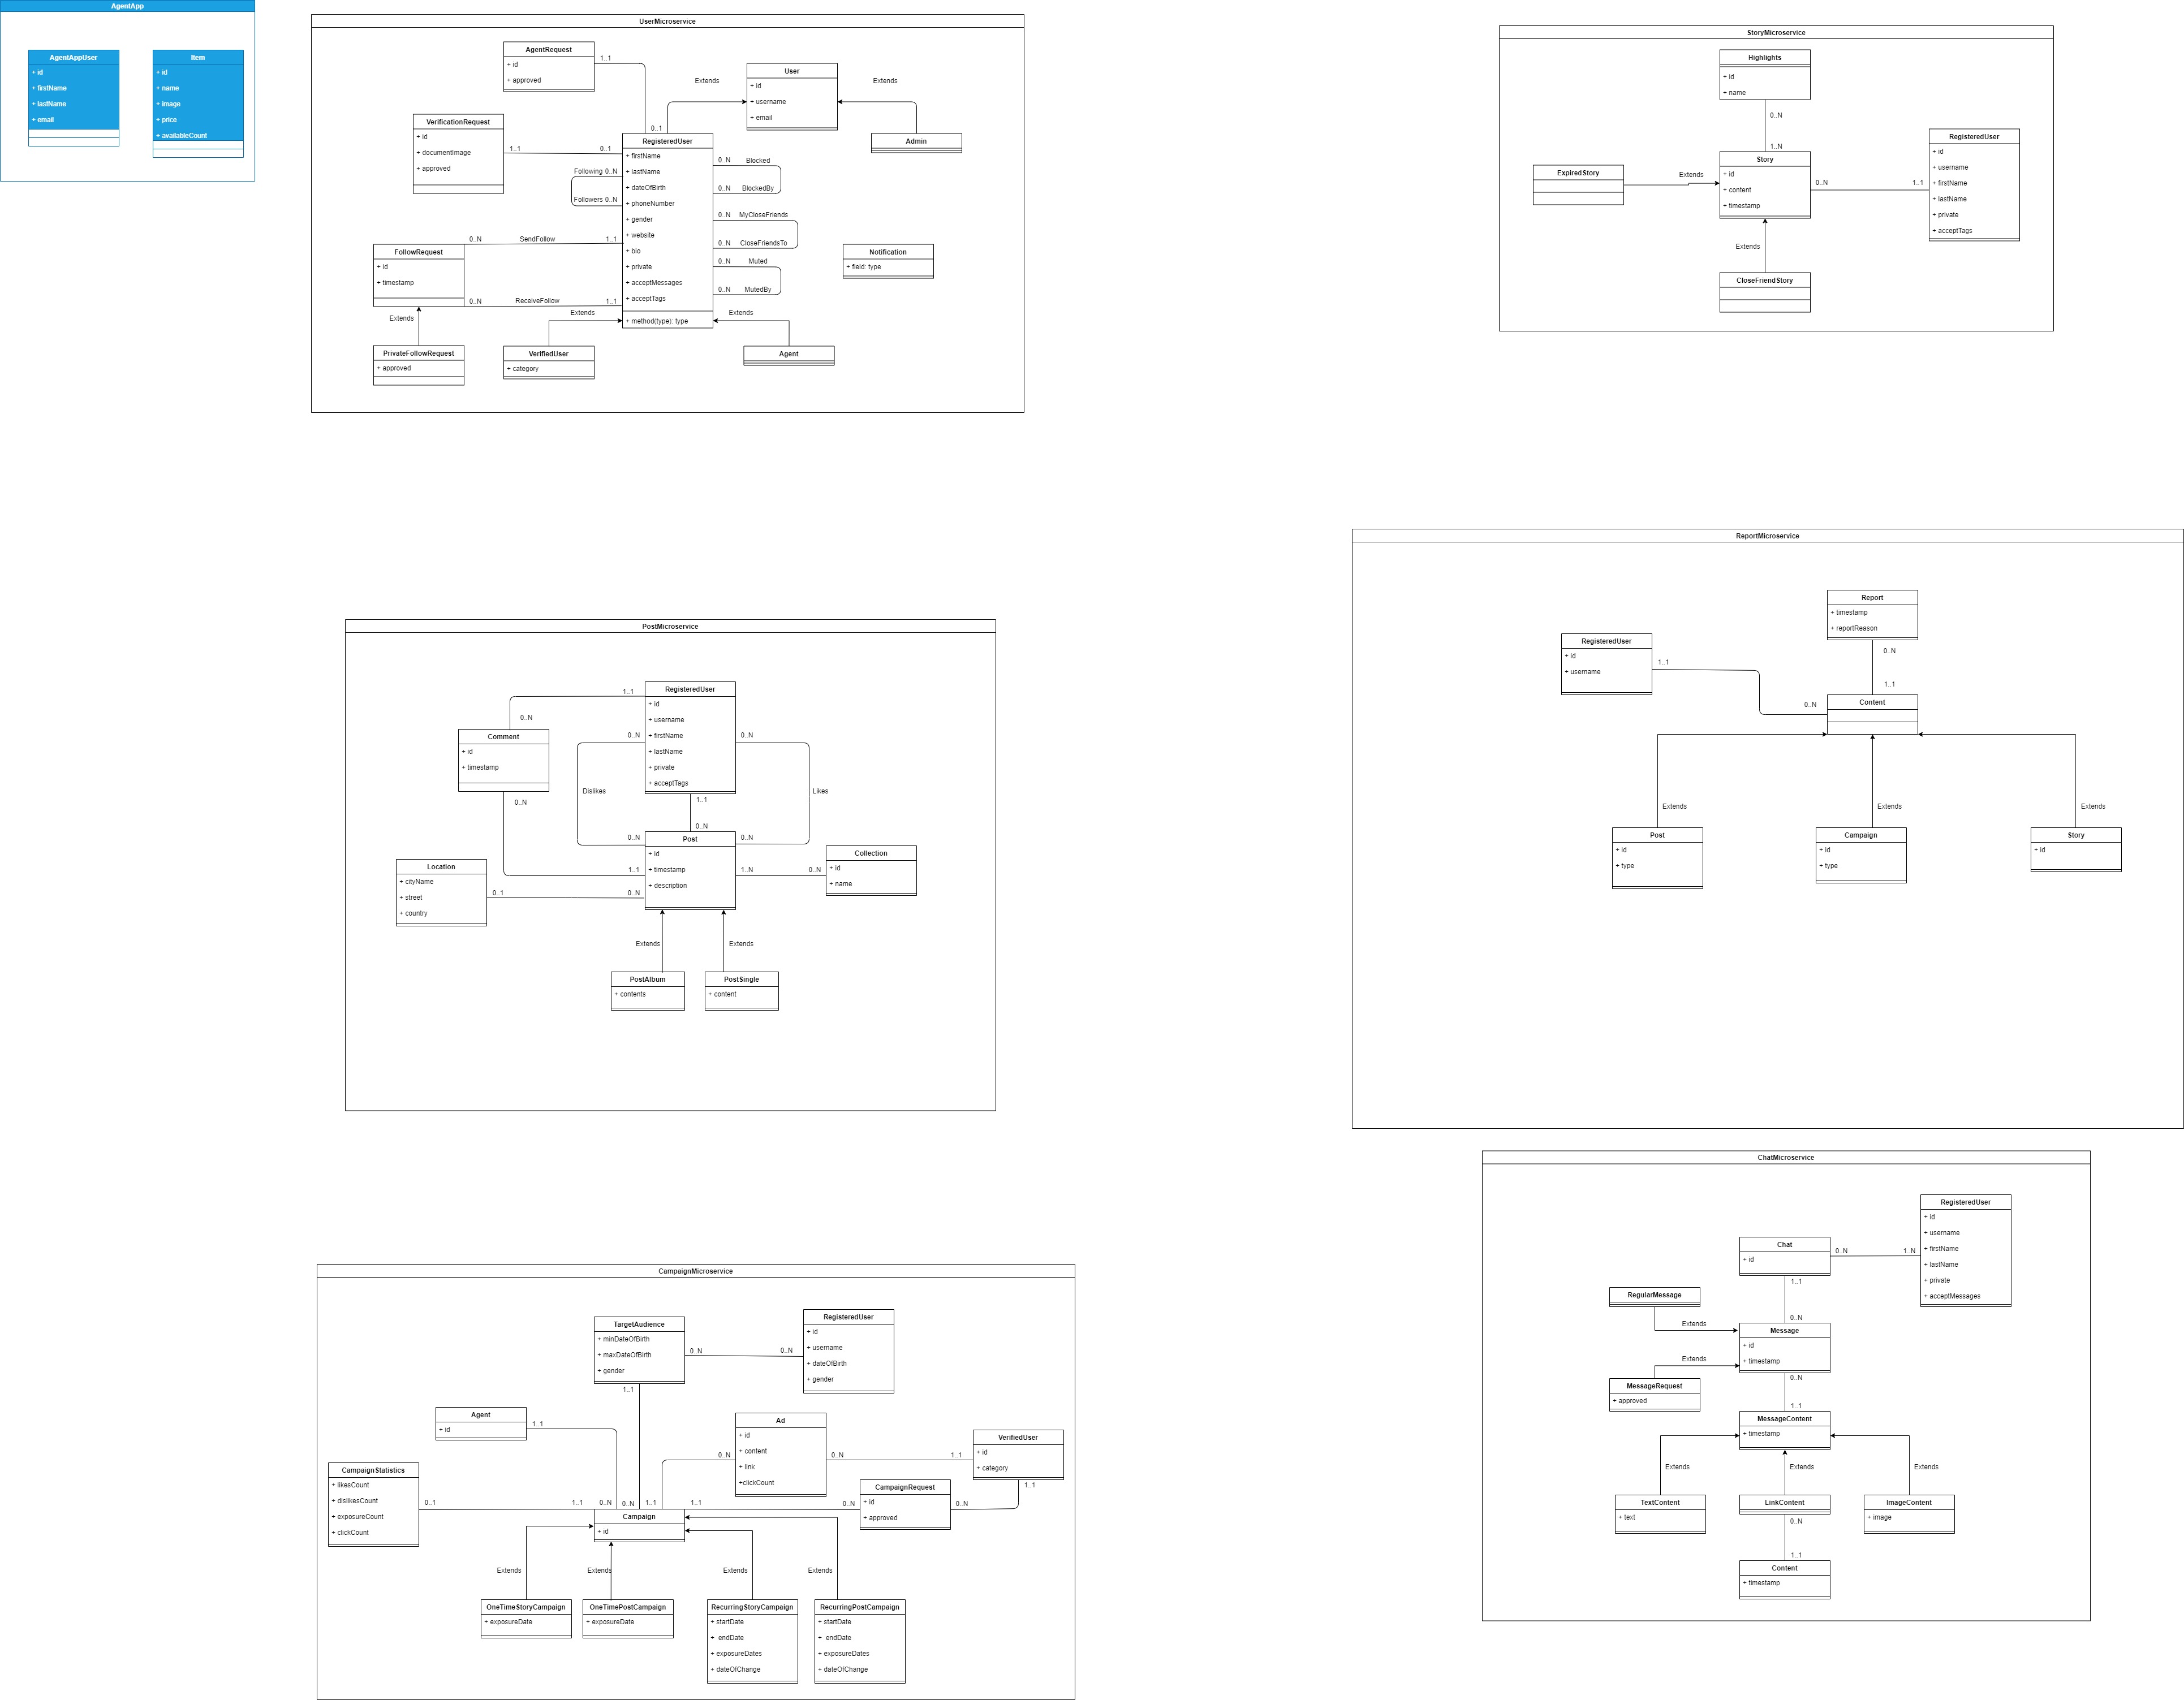 AgentApp
AgentAppUser
+ id
+ firstName
+ lastName
+ email
Item
+ id
+ name
+ image
+ price
+ availableCount
UserMicroservice
AgentRequest
+ id
+ approved
1..1
0..1
Extends
User
+ id
+ username
+ email
Extends
Admin
VerificationRequest
+ id
+ documentImage
+ approved
1..1
0..1
RegisteredUser
+ firstName
+ lastName
+ dateOfBirth
+ phoneNumber
+ gender
+ website
+ bio
+ private
+ acceptMessages
+ acceptTags
+ method(type): type
Following 0..N
Followers 0..N
0..N Blocked
0..N BlockedBy
0..N MyCloseFriends
0..N CloseFriendsTo
0..N Muted
0..N MutedBy
Notification
+ field: type
FollowRequest
+ id
+ timestamp
0..N SendFollow 1..1
0..N ReceiveFollow 1..1
Extends
PrivateFollowRequest
+ approved
Extends
VerifiedUser
+ category
Extends
Agent
StoryMicroservice
Highlights
+ id
+ name
0..N
1..N
Story
+ id
+ content
+ timestamp
ExpiredStory
Extends
0..N
1..1
RegisteredUser
+ id
+ username
+ firstName
+ lastName
+ private
+ acceptTags
Extends
CloseFriendStory
ReportMicroservice
Report
+ timestamp
+ reportReason
0..N
1..1
RegisteredUser
+ id
+ username
1..1
0..N
Content
Extends
Extends
Extends
Post
+ id
+ type
Campaign
+ id
+ type
Story
+ id
PostMicroservice
RegisteredUser
+ id
+ username
+ firstName
+ lastName
+ private
+ acceptTags
1..1
0..N
Comment
+ id
+ timestamp
0..N
1..1
0..N
Dislikes
0..N
0..N
Likes
0..N
1..1
0..N
Post
+ id
+ timestamp
+ description
Location
+ cityName
+ street
+ country
0..1
0..N
1..N
0..N
Collection
+ id
+ name
Extends
Extends
PostAlbum
+ contents
PostSingle
+ content
ChatMicroservice
RegisteredUser
+ id
+ username
+ firstName
+ lastName
+ private
+ acceptMessages
Chat
+ id
0..N
1..N
1..1
0..N
RegularMessage
Extends
Message
+ id
+ timestamp
Extends
MessageRequest
+ approved
0..N
1..1
MessageContent
+ timestamp
Extends
Extends
Extends
TextContent
+ text
LinkContent
ImageContent
+ image
0..N
1..1
Content
+ timestamp
CampaignMicroservice
TargetAudience
+ minDateOfBirth
+ maxDateOfBirth
+ gender
0..N
0..N
RegisteredUser
+ id
+ username
+ dateOfBirth
+ gender
1..1
Agent
+ id
1..1
Ad
+ id
+ content
+ link
+clickCount
0..N
0..N
1..1
VerifiedUser
+ id
+ category
1..1
CampaignStatistics
+ likesCount
+ dislikesCount
+ exposureCount
+ clickCount
0..1
1..1
0..N
0..N
1..1
1..1
0..N
CampaignRequest
+ id
+ approved
0..N
Campaign
+ id
Extends
Extends
Extends
Extends
OneTimeStoryCampaign
+ exposureDate
OneTimePostCampaign
+ exposureDate
RecurringStoryCampaign
+ startDate
+ endDate
+ exposureDates
+ dateOfChange
RecurringPostCampaign
+ startDate
+ endDate
+ exposureDates
+ dateOfChange